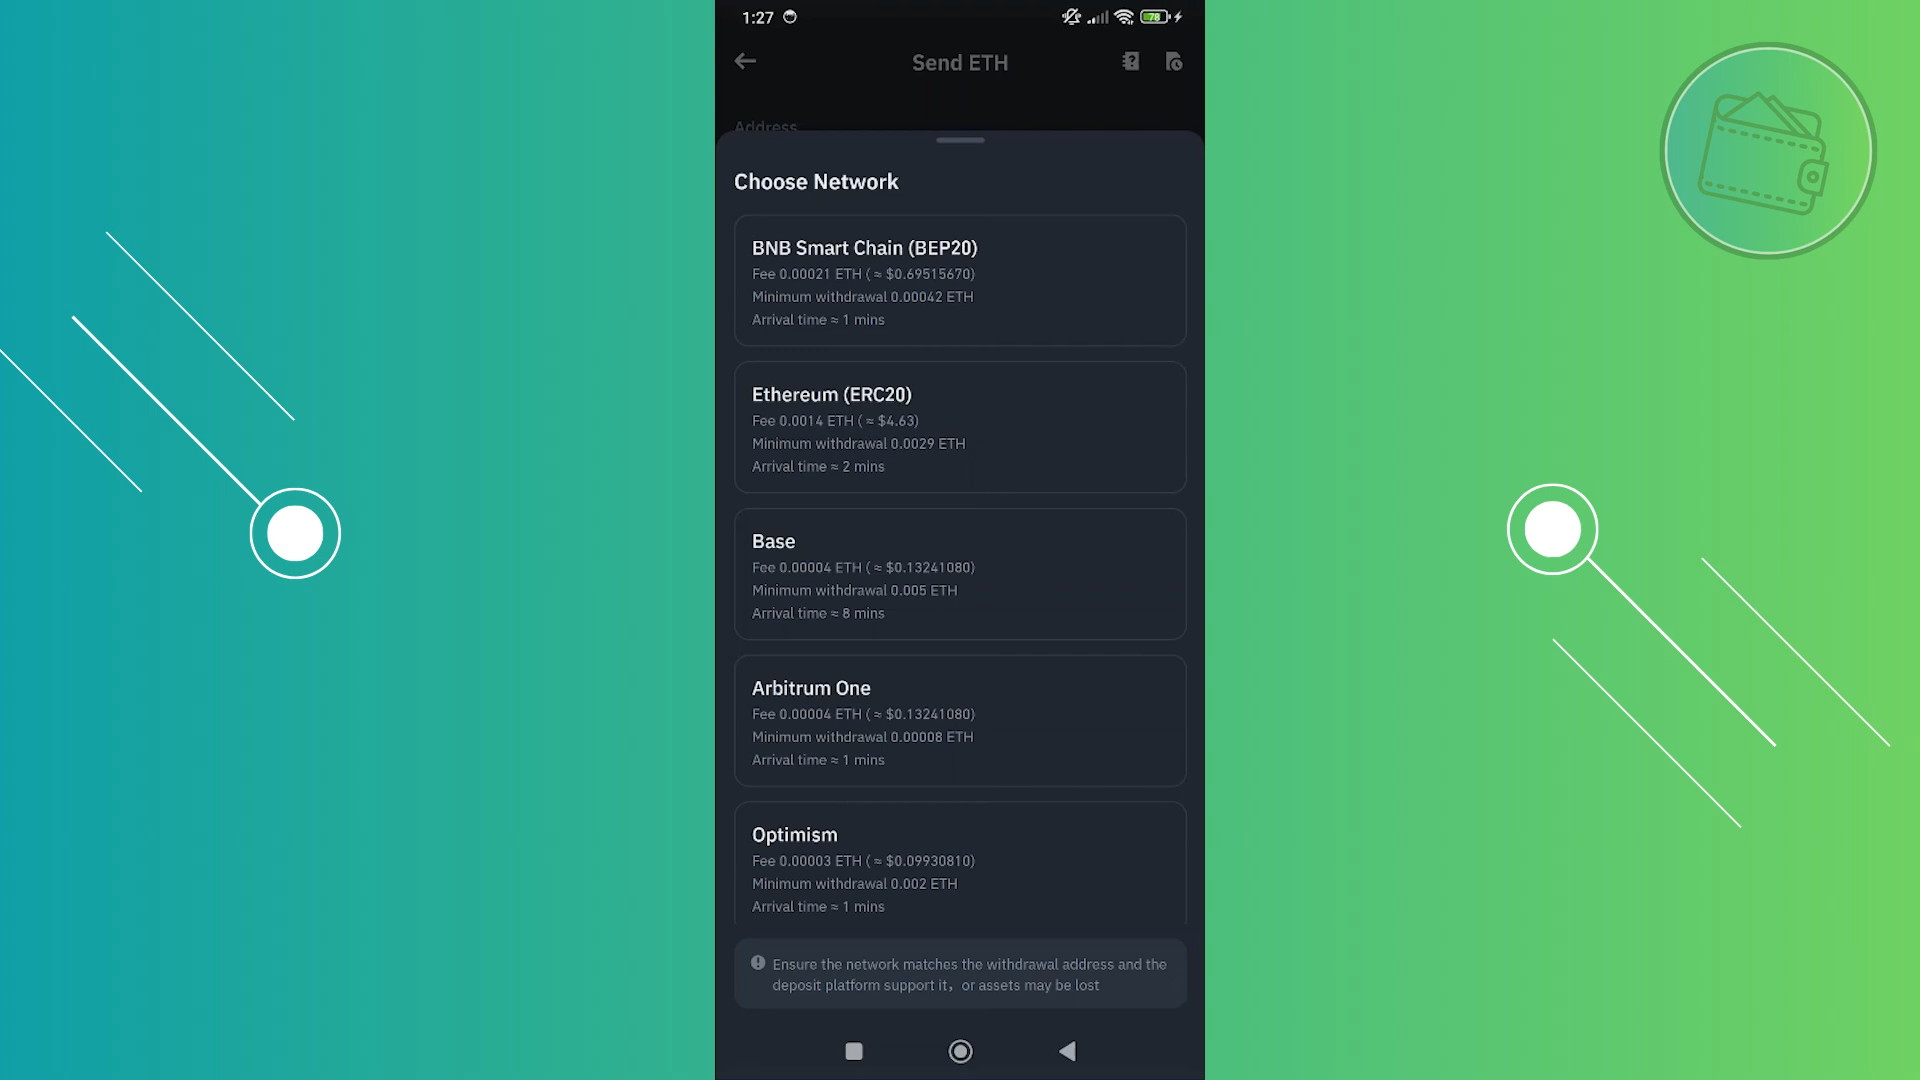 1:27
78
Send ETH
Address
Choose Network
BNB Smart Chain (BEP20)
Fee 0.00021 ETH ( ≈ $0.69515670)
Minimum withdrawal 0.00042 ETH
Arrival time ≈ 1 mins
Ethereum (ERC20)
Fee 0.0014 ETH ( ≈ $4.63)
Minimum withdrawal 0.0029 ETH
Arrival time ≈ 2 mins
Base
Fee 0.00004 ETH ( ≈ $0.13241080)
Minimum withdrawal 0.005 ETH
Arrival time ≈ 8 mins
Arbitrum One
Fee 0.00004 ETH ( ≈ $0.13241080)
Minimum withdrawal 0.00008 ETH
Arrival time ≈ 1 mins
Optimism
Fee 0.00003 ETH ( ≈ $0.09930810)
Minimum withdrawal 0.002 ETH
Arrival time ≈ 1 mins
Ensure the network matches the withdrawal address and the
deposit platform support it，or assets may be lost